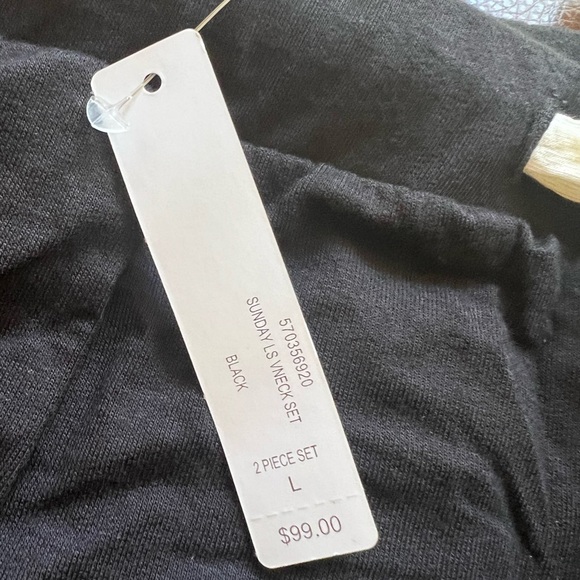 570356920
SUNDAY LS VNECK SET
BLACK
2 PIECE SET
L
$99.00